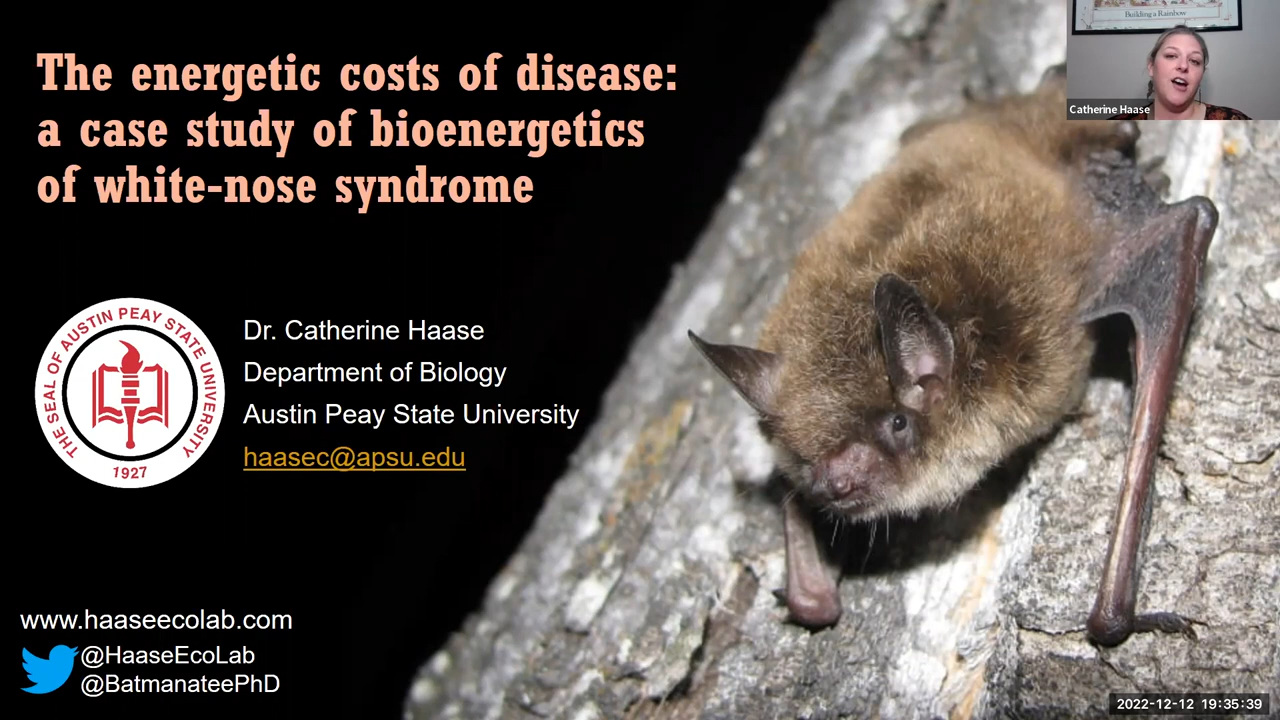 The energetic costs of disease:
a case study of bioenergetics
of white-nose syndrome
Building a Rainbow
Catherine Haase
THE SEAL OF AUSTIN PEAY STATE UNIVERSITY
1927
Dr. Catherine Haase
Department of Biology
Austin Peay State University
haasec@apsu.edu
www.haaseecolab.com
@HaaseEcoLab
@BatmanateePhD
2022-12-12 19:35:39